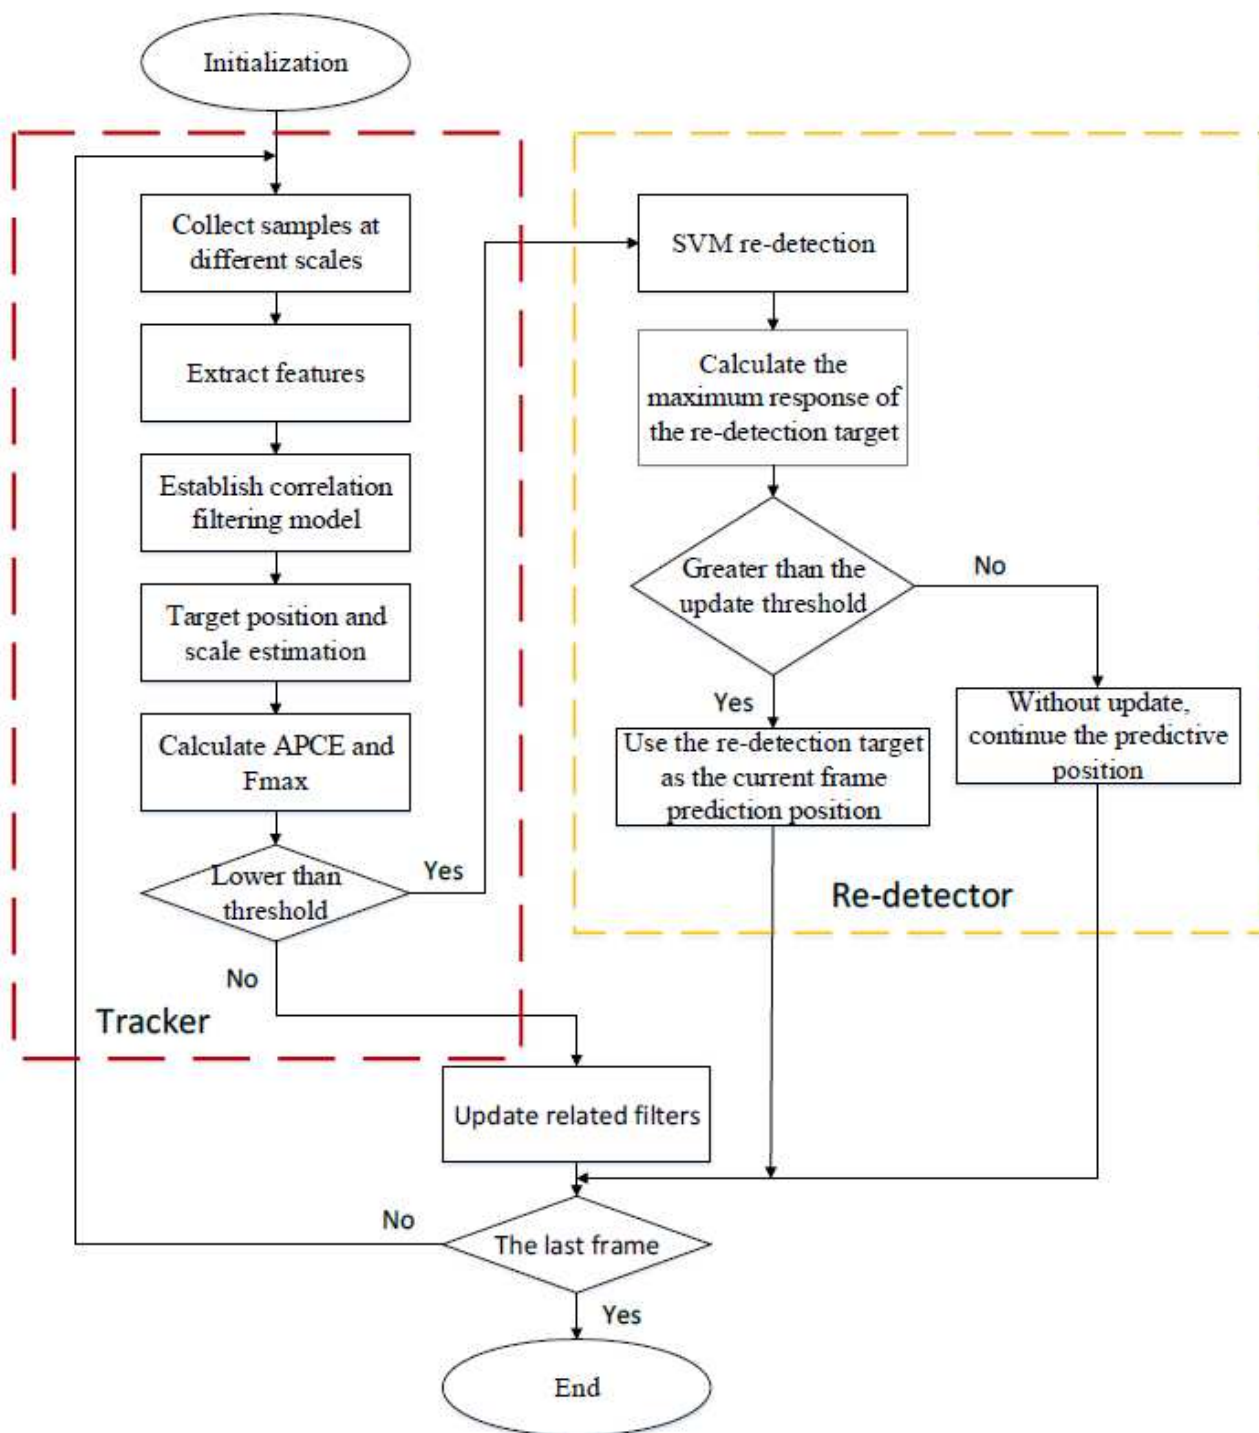 Initialization
Collect samples at
different scales
Extract features
Establish correlation
filtering model
Target position and
scale estimation
Calculate APCE and
Fmax
Lower than
threshold
Yes
No
Tracker
SVM re-detection
Calculate the
maximum response of
the re-detection target
Greater than the
update threshold
No
Yes
Use the re-detection target
as the current frame
prediction position
Without update,
continue the predictive
position
Re-detector
Update related filters
No
The last frame
Yes
End